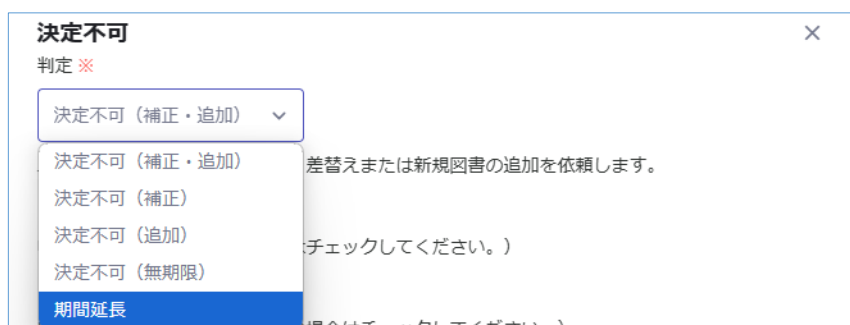 決定不可
判定 ※
決定不可（補正・追加）
決定不可（補正・追加）
差替えまたは新規図書の追加を依頼します。
決定不可（補正）
決定不可（追加）
チェックしてください。）
決定不可（無期限）
期間延長